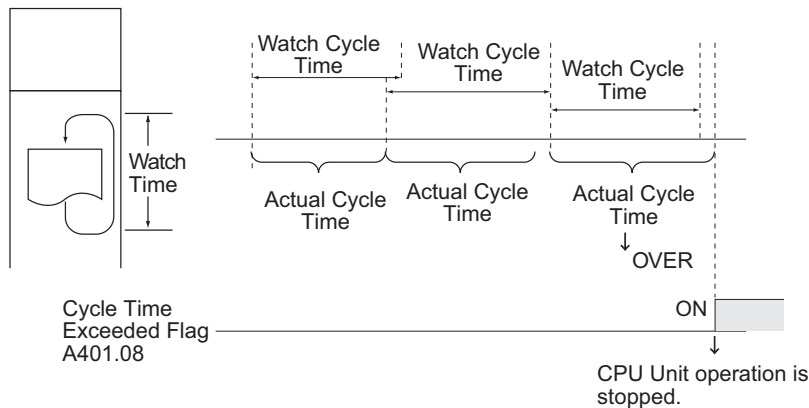 Watch Cycle
Time
Watch Cycle
Time
Watch Cycle
Time
Watch
Time
Actual Cycle
Time
Actual Cycle
Time
Actual Cycle
Time
OVER
Cycle Time
Exceeded Flag
A401.08
ON
CPU Unit operation is
stopped.